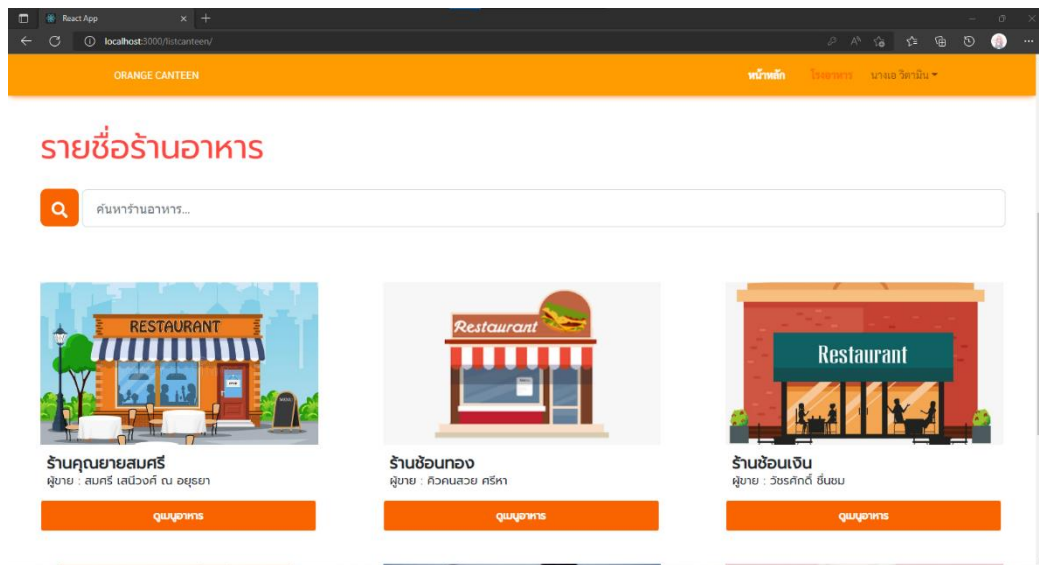 React App
localhost:3000/listcanteen/
ORANGE CANTEEN
หน้าหลัก โรงอาหาร นางเอ วิตามิน
รายชื่อร้านอาหาร
ค้นหาร้านอาหาร...
RESTAURANT
Restaurant
Restaurant
ร้านคุณยายสมศรี
ผู้ขาย : สมศรี เสนีวงศ์ ณ อยุธยา
ดูเมนูอาหาร
ร้านช้อนทอง
ผู้ขาย : คิวคนสวย ศรีหา
ดูเมนูอาหาร
ร้านช้อนเงิน
ผู้ขาย : วัชรศักดิ์ ชื่นชม
ดูเมนูอาหาร